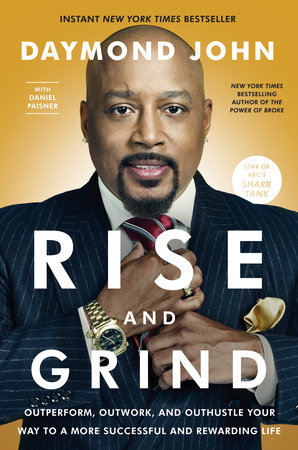 INSTANT NEW YORK TIMES BESTSELLER
DAYMOND JOHN
WITH
DANIEL
PAISNER
NEW YORK TIMES
BESTSELLING
AUTHOR OF THE
POWER OF BROKE
STAR OF
ABC'S
SHARK
TANK
RISE
AND
GRIND
OUTPERFORM, OUTWORK, AND OUTHUSTLE YOUR
WAY TO A MORE SUCCESSFUL AND REWARDING LIFE